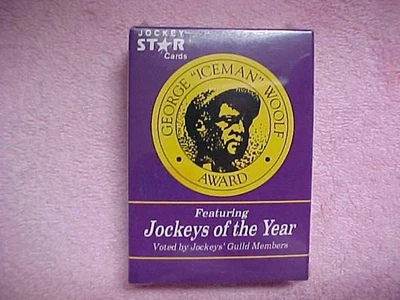 JOCKEY
STAR
Cards
GEORGE "ICEMAN" WOOLF
AWARD
Featuring
Jockeys of the Year
Voted by Jockeys' Guild Members